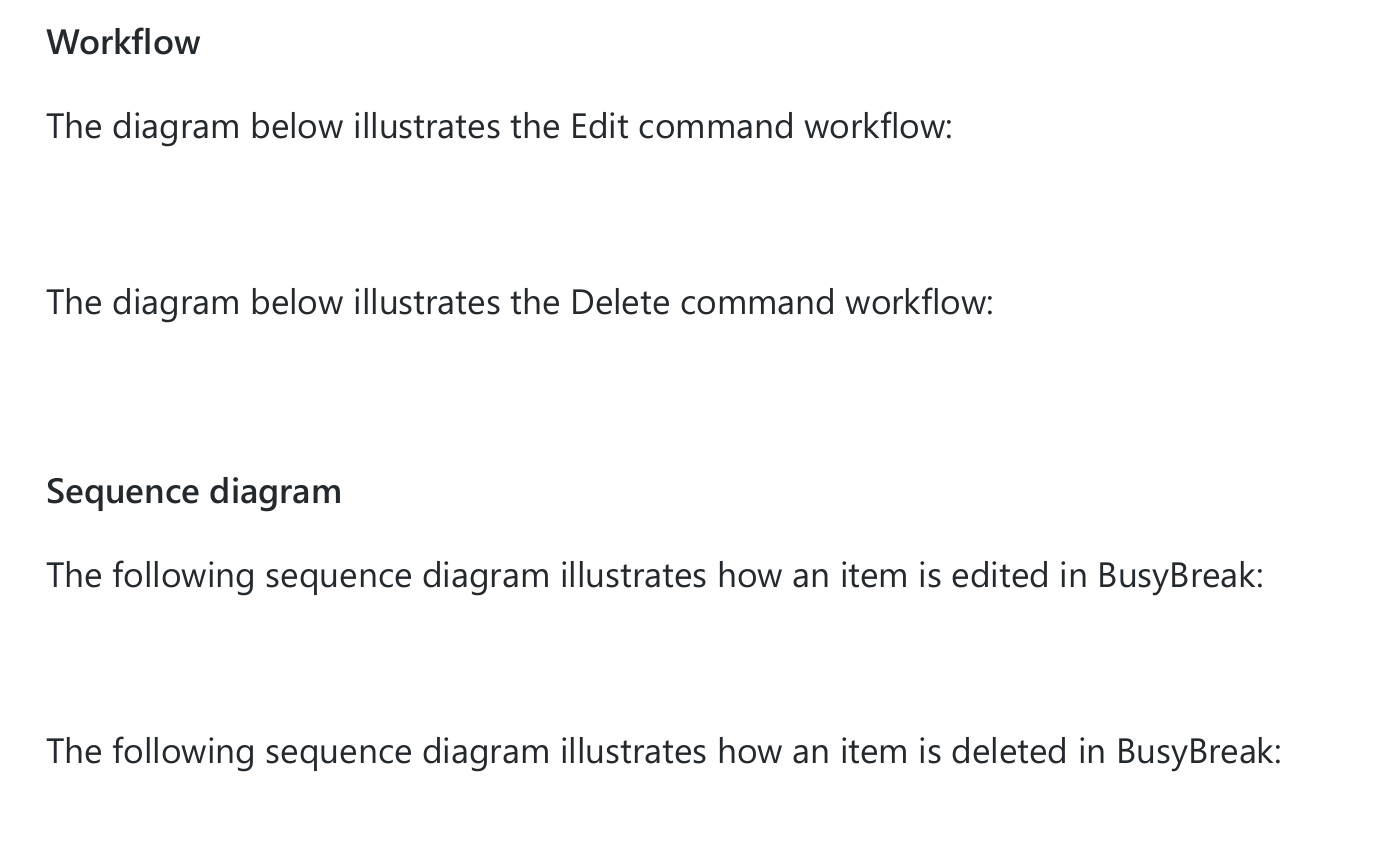 Workflow
The diagram below illustrates the Edit command workflow:
The diagram below illustrates the Delete command workflow:
Sequence diagram
The following sequence diagram illustrates how an item is edited in BusyBreak:
The following sequence diagram illustrates how an item is deleted in BusyBreak: